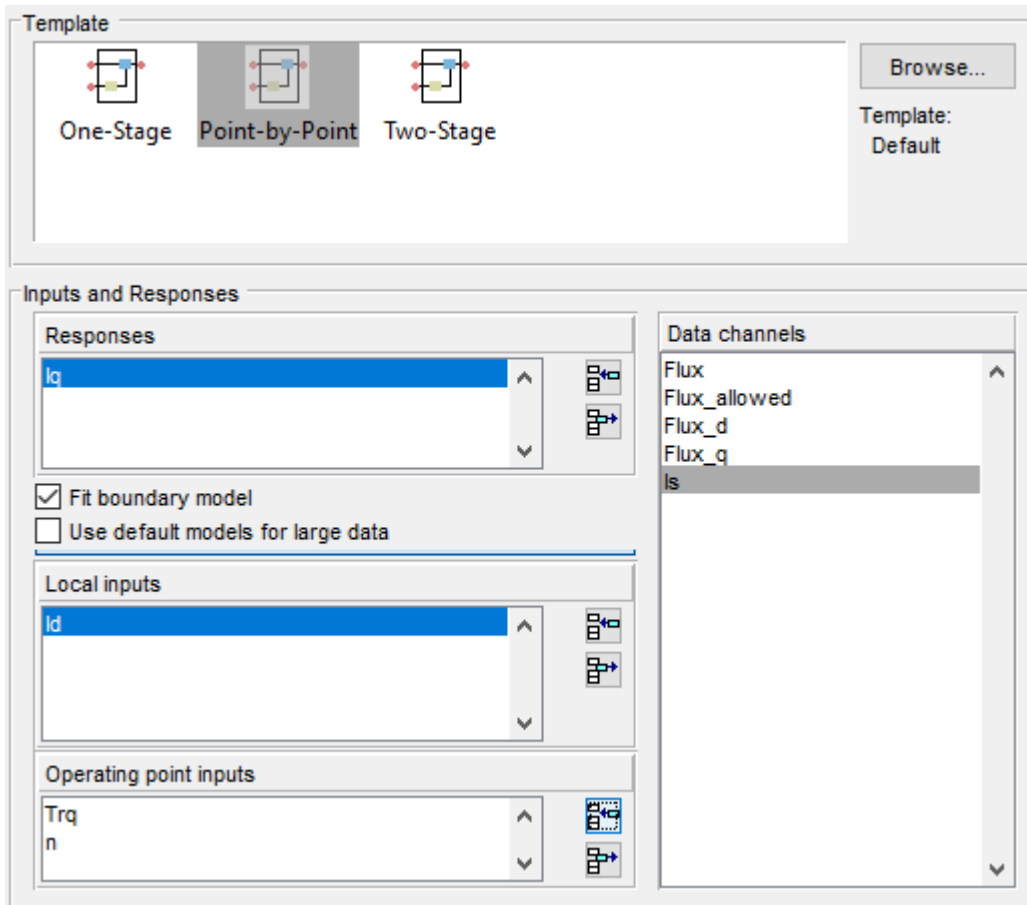 Template
One-Stage
Point-by-Point
Two-Stage
Browse...
Template:
Default
Inputs and Responses
Responses
Iq
Fit boundary model
Use default models for large data
Local inputs
Id
Operating point inputs
Trq
n
Data channels
Flux
Flux_allowed
Flux_d
Flux_q
Is